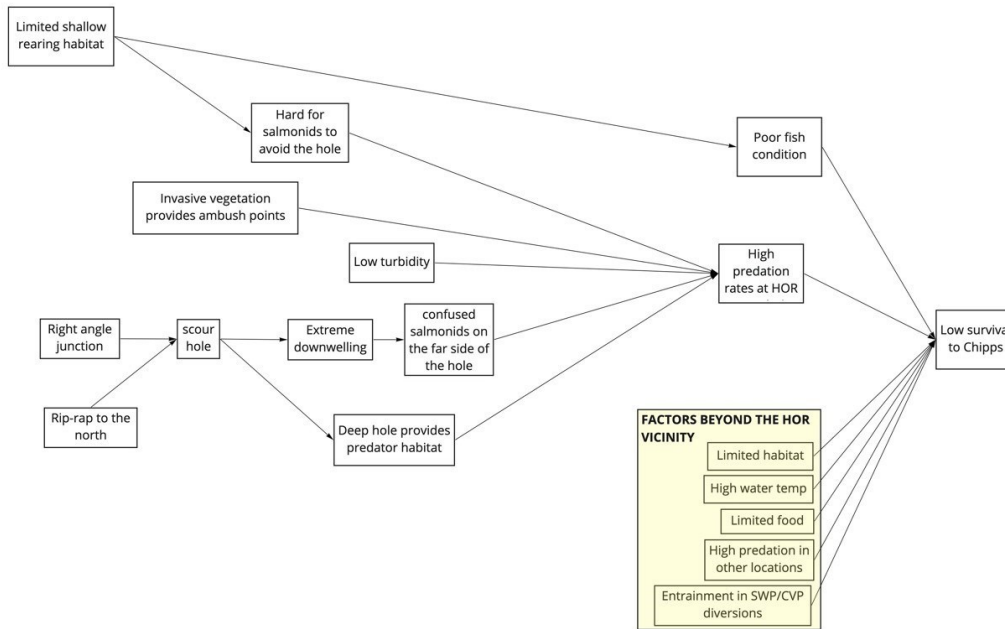 Limited shallow
rearing habitat
Hard for
salmonids to
avoid the hole
Poor fish
condition
Invasive vegetation
provides ambush points
Low turbidity
High
predation
rates at HOR
Right angle
junction
scour
hole
Extreme
downwelling
confused
salmonids on
the far side of
the hole
Low surviva
to Chipps
Rip-rap to the
north
Deep hole provides
predator habitat
FACTORS BEYOND THE HOR
VICINITY
Limited habitat
High water temp
Limited food
High predation in
other locations
Entrainment in SWP/CVP
diversions